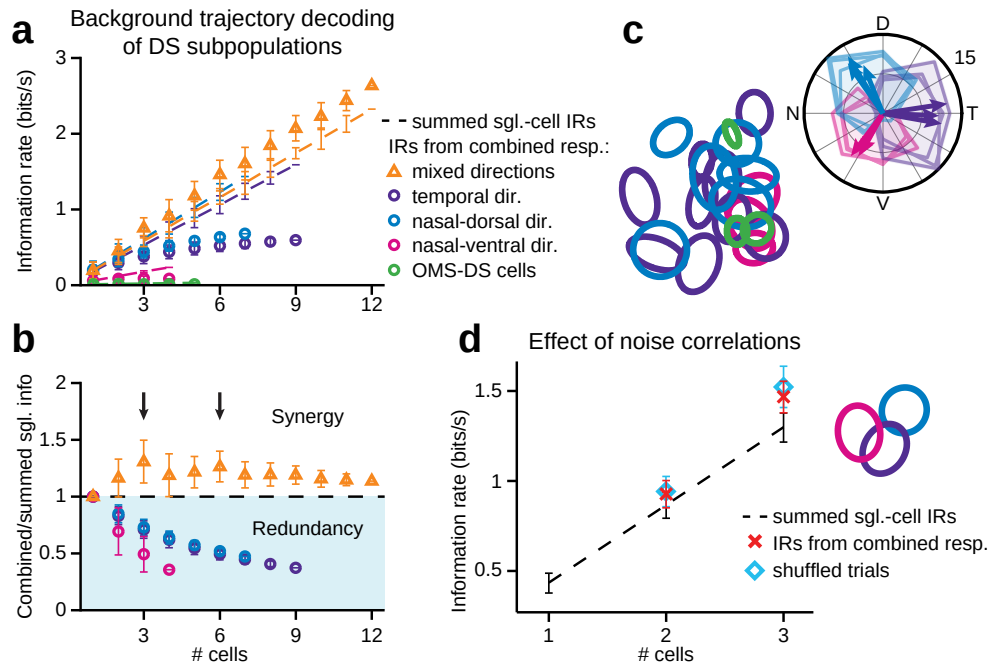 a
Background trajectory decoding
of DS subpopulations
Information rate (bits/s)
3
2
1
0
3
6
9
12
summed sgl.-cell IRs
IRs from combined resp.:
mixed directions
temporal dir.
nasal-dorsal dir.
nasal-ventral dir.
OMS-DS cells
b
Combined/summed sgl. info
2
1.5
1
0.5
0
Synergy
Redundancy
3
6
9
12
# cells
c
D
15
N
T
V
d
Effect of noise correlations
Information rate (bits/s)
1.5
1
0.5
summed sgl.-cell IRs
IRs from combined resp.
shuffled trials
1
2
3
# cells